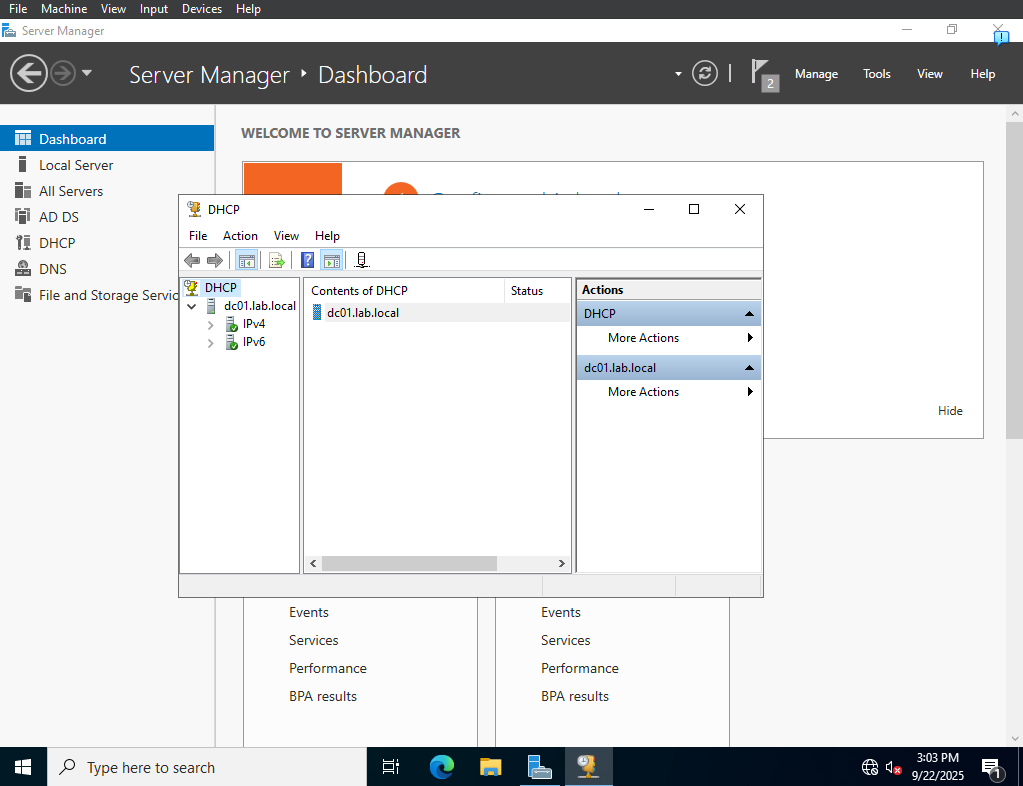 File Machine View Input Devices Help
Server Manager
Server Manager Dashboard
2 Manage Tools View Help
Dashboard
Local Server
All Servers
AD DS
DHCP
DNS
File and Storage Servic
WELCOME TO SERVER MANAGER
Hide
DHCP
File Action View Help
DHCP
dc01.lab.local
IPv4
IPv6
Contents of DHCP Status
dc01.lab.local
Actions
DHCP
More Actions
dc01.lab.local
More Actions
Events
Services
Performance
BPA results
Events
Services
Performance
BPA results
Type here to search
3:03 PM
9/22/2025
1